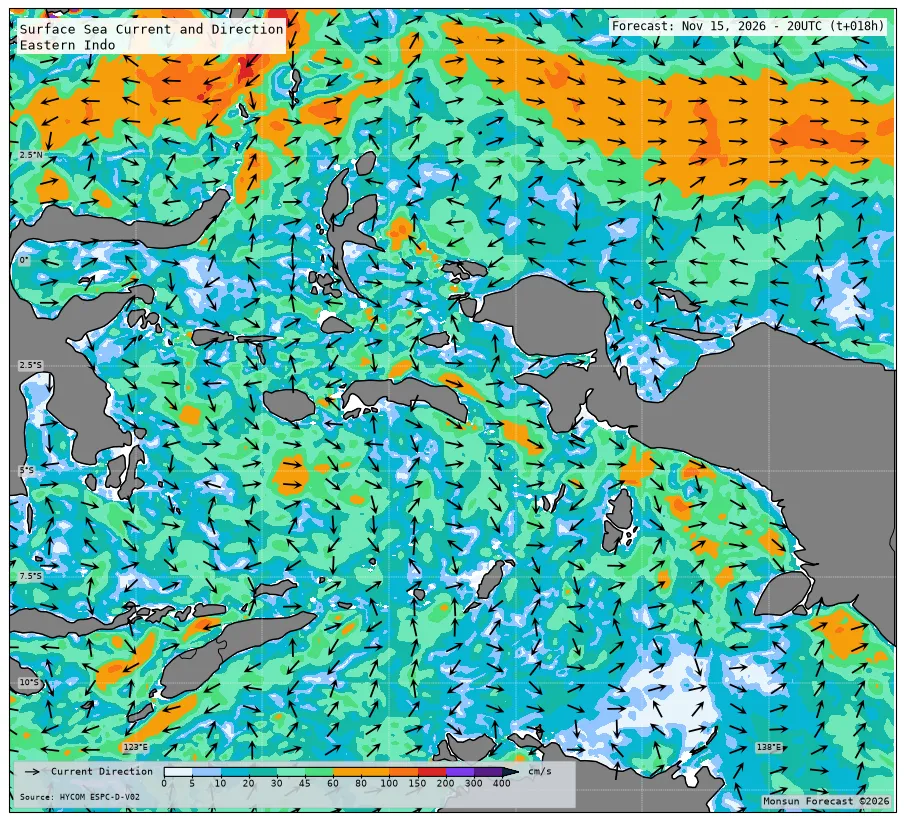 Surface Sea Current and Direction
Eastern Indo
Forecast: Nov 15, 2026 - 20UTC (t+018h)
2.5°N
0°
2.5°S
5°S
7.5°S
10°S
123°E
138°E
Current Direction
cm/s
0 5 10 20 30 45 60 80 100 150 200 300 400
Source: HYCOM ESPC-D-V02
Monsun Forecast ©2026